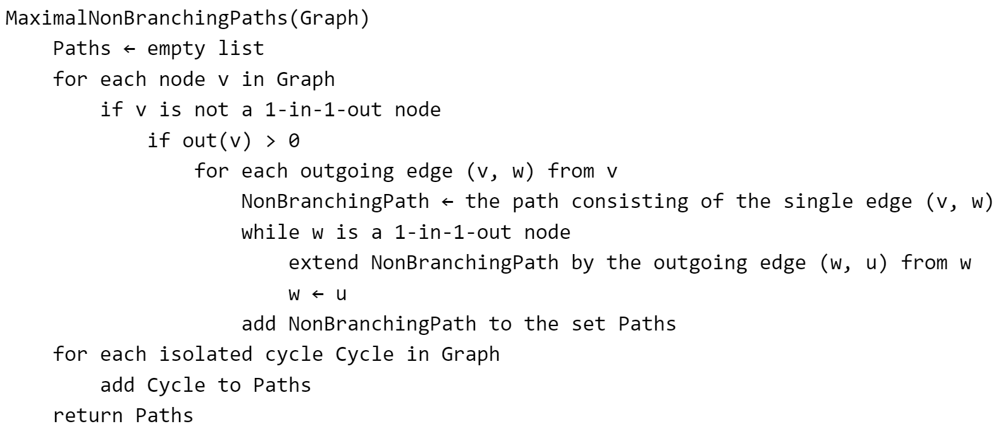 MaximalNonBranchingPaths(Graph)
    Paths ← empty list
    for each node v in Graph
        if v is not a 1-in-1-out node
            if out(v) > 0
                for each outgoing edge (v, w) from v
                    NonBranchingPath ← the path consisting of the single edge (v, w)
                    while w is a 1-in-1-out node
                        extend NonBranchingPath by the outgoing edge (w, u) from w
                        w ← u
                    add NonBranchingPath to the set Paths
    for each isolated cycle Cycle in Graph
        add Cycle to Paths
    return Paths